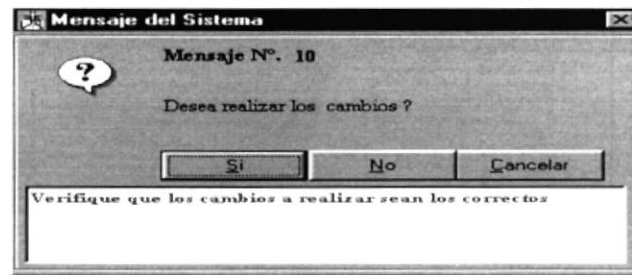 Mensaje del Sistema
Mensaje Nº. 10
?
Desea realizar los cambios ?
Si No Cancelar
Verifique que los cambios a realizar sean los correctos